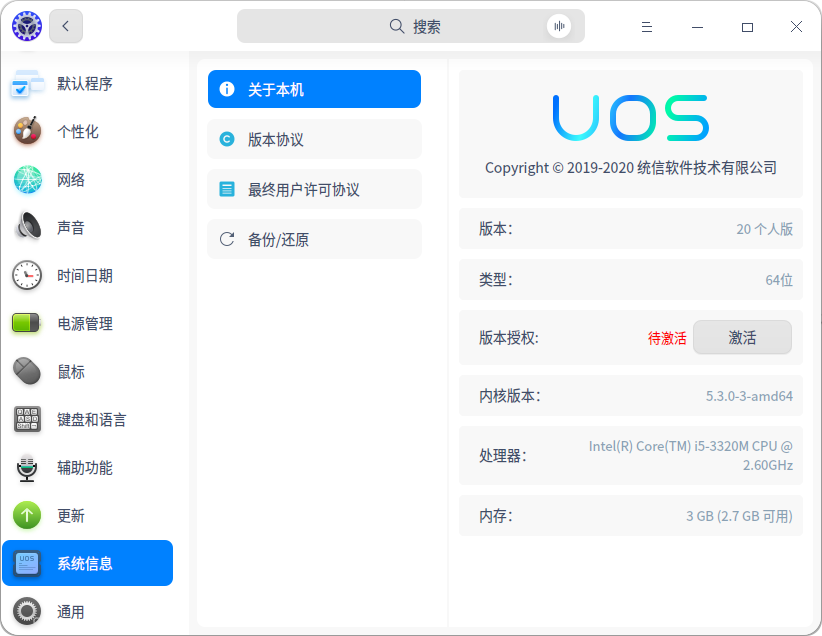 搜索
默认程序
个性化
网络
声音
时间日期
电源管理
鼠标
键盘和语言
辅助功能
更新
UOS
系统信息
通用
关于本机
版本协议
最终用户许可协议
备份/还原
UOS
Copyright © 2019-2020 统信软件技术有限公司
版本：
20 个人版
类型：
64位
版本授权：
待激活
激活
内核版本：
5.3.0-3-amd64
处理器：
Intel(R) Core(TM) i5-3320M CPU @
2.60GHz
内存：
3 GB (2.7 GB 可用)